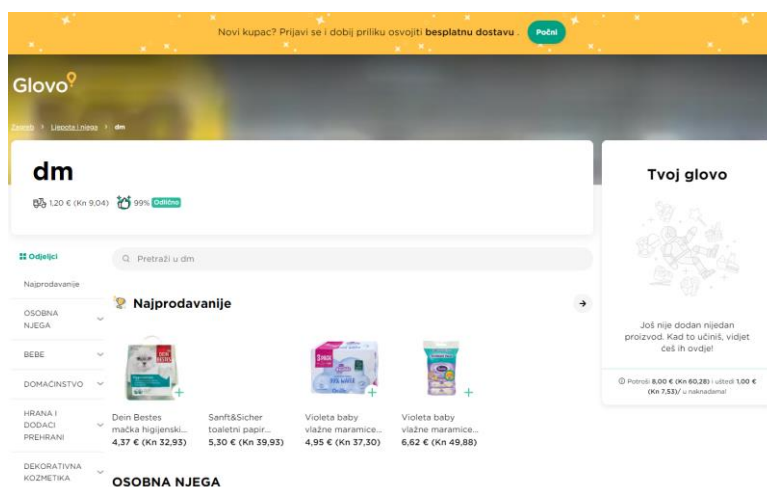 Novi kupac? Prijavi se i dobij priliku osvojiti besplatnu dostavu .
Počni
Glovo
Zagreb > Ljepota i njega > dm
dm
1,20 € (Kn 9,04) 99% Odlično
Odjeljci
Najprodavanije
OSOBNA
NJEGA
BEBE
DOMAĆINSTVO
HRANA I
DODACI
PREHRANI
DEKORATIVNA
KOZMETIKA
Pretraži u dm
Najprodavanije
Dein Bestes
mačka higijenski...
4,37 € (Kn 32,93)
Sanft&Sicher
toaletni papir...
5,30 € (Kn 39,93)
Violeta baby
vlažne maramice...
4,95 € (Kn 37,30)
Violeta baby
vlažne maramice...
6,62 € (Kn 49,88)
OSOBNA NJEGA
Tvoj glovo
Još nije dodan nijedan
proizvod. Kad to učiniš, vidjet
ćeš ih ovdje!
Potroši 8,00 € (Kn 60,28) i uštedi 1,00 €
(Kn 7,53)/ u naknadama!